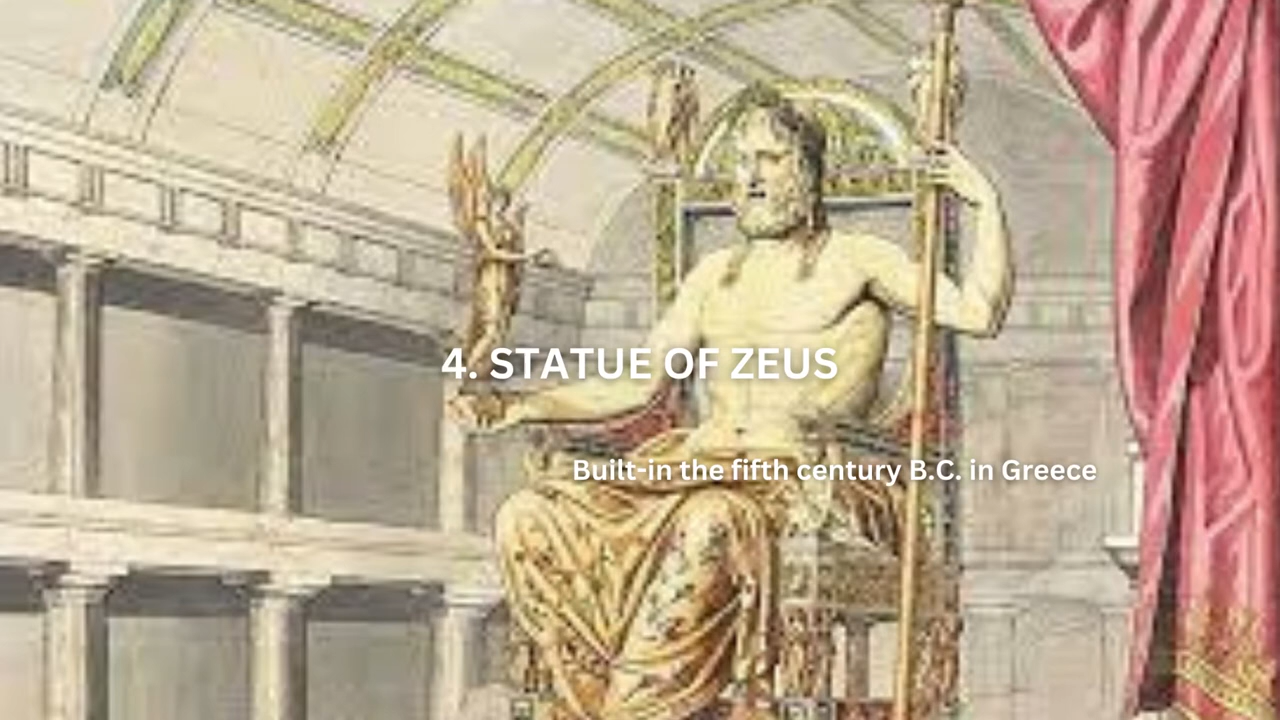 4. STATUE OF ZEUS
Built-in the fifth century B.C. in Greece